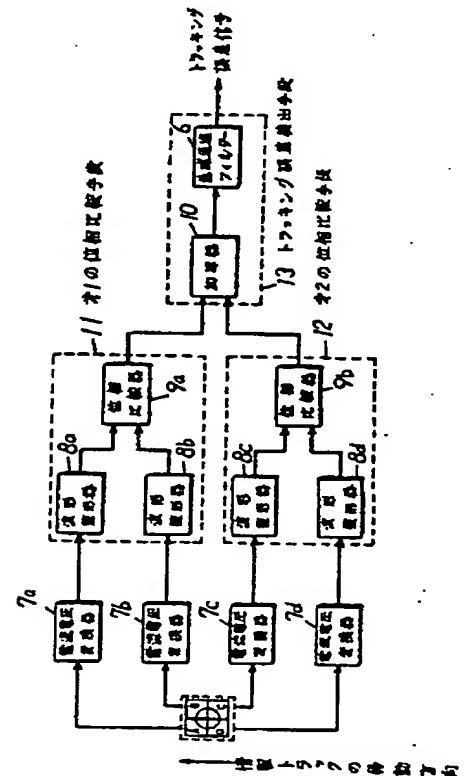 トラッキング
誤差信号
6
低域通過
フィルター
10
加算器
13 トラッキング誤差検出手段
11 才1の位相比較手段
12 才2の位相比較手段
位相
比較器
9a
位相
比較器
9b
8a
波形
整形器
8b
波形
整形器
8c
波形
整形器
8d
波形
整形器
7a
電流電圧
変換器
7b
電流電圧
変換器
7c
電流電圧
変換器
7d
電流電圧
変換器
情報トラックの移動方向